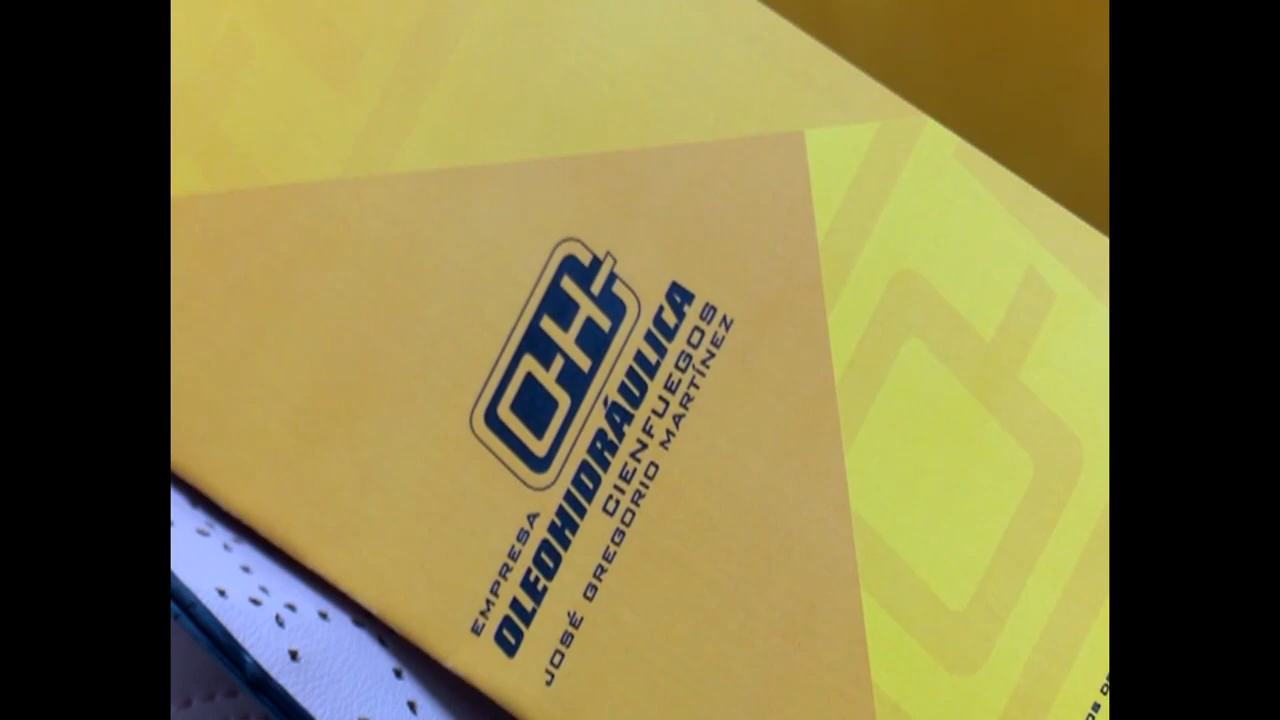 OH
EMPRESA
OLEOHIDRÁULICA
CIENFUEGOS
JOSÉ GREGORIO MARTÍNEZ